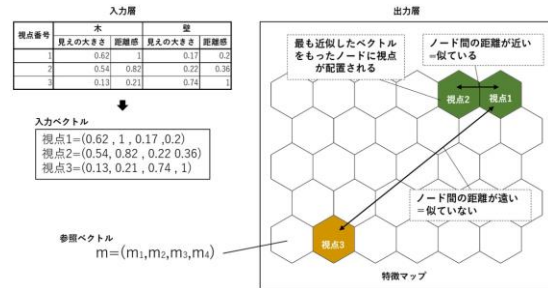 入力層
視点番号 木 壁
見えの大きさ 距離感 見えの大きさ 距離感
1 0.62 1 0.17 0.2
2 0.54 0.82 0.22 0.36
3 0.13 0.21 0.74 1
入力ベクトル
視点1=(0.62 , 1 , 0.17 ,0.2)
視点2=(0.54, 0.82 , 0.22 0.36)
視点3=(0.13, 0.21 , 0.74 , 1)
参照ベクトル
m=(m₁,m₂,m₃,m₄)
出力層
最も近似したベクトル
をもったノードに視点
が配置される
ノード間の距離が近い
=似ている
視点2
視点1
ノード間の距離が遠い
=似ていない
視点3
特徴マップ